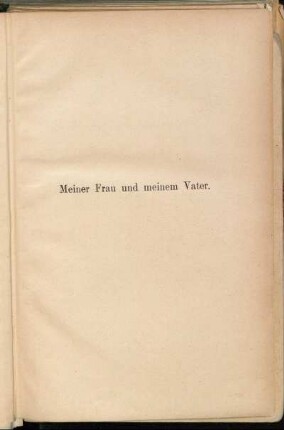 Meiner Frau und meinem Vater.